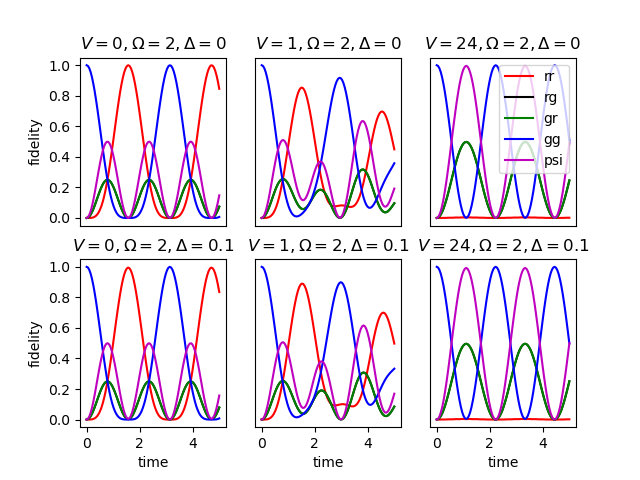 V = 0, Ω = 2, Δ = 0
V = 1, Ω = 2, Δ = 0
V = 24, Ω = 2, Δ = 0
1.0
0.8
0.6
0.4
0.2
0.0
fidelity
rr
rg
gr
gg
psi
V = 0, Ω = 2, Δ = 0.1
V = 1, Ω = 2, Δ = 0.1
V = 24, Ω = 2, Δ = 0.1
1.0
0.8
0.6
0.4
0.2
0.0
fidelity
0 2 4
0 2 4
0 2 4
time
time
time